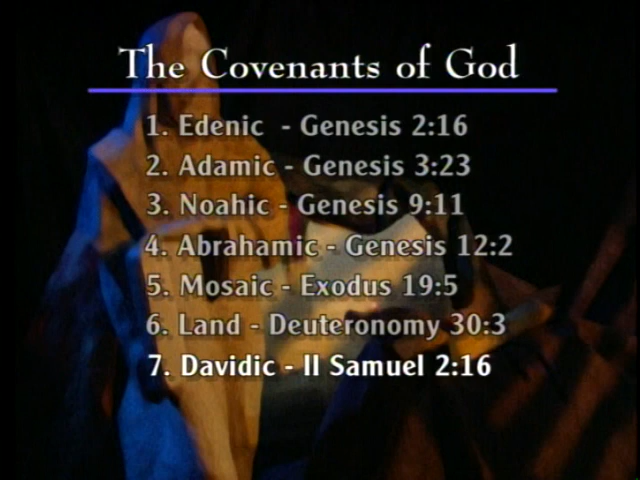 The Covenants of God
1. Edenic - Genesis 2:16
2. Adamic - Genesis 3:23
3. Noahic - Genesis 9:11
4. Abrahamic - Genesis 12:2
5. Mosaic - Exodus 19:5
6. Land - Deuteronomy 30:3
7. Davidic - II Samuel 2:16